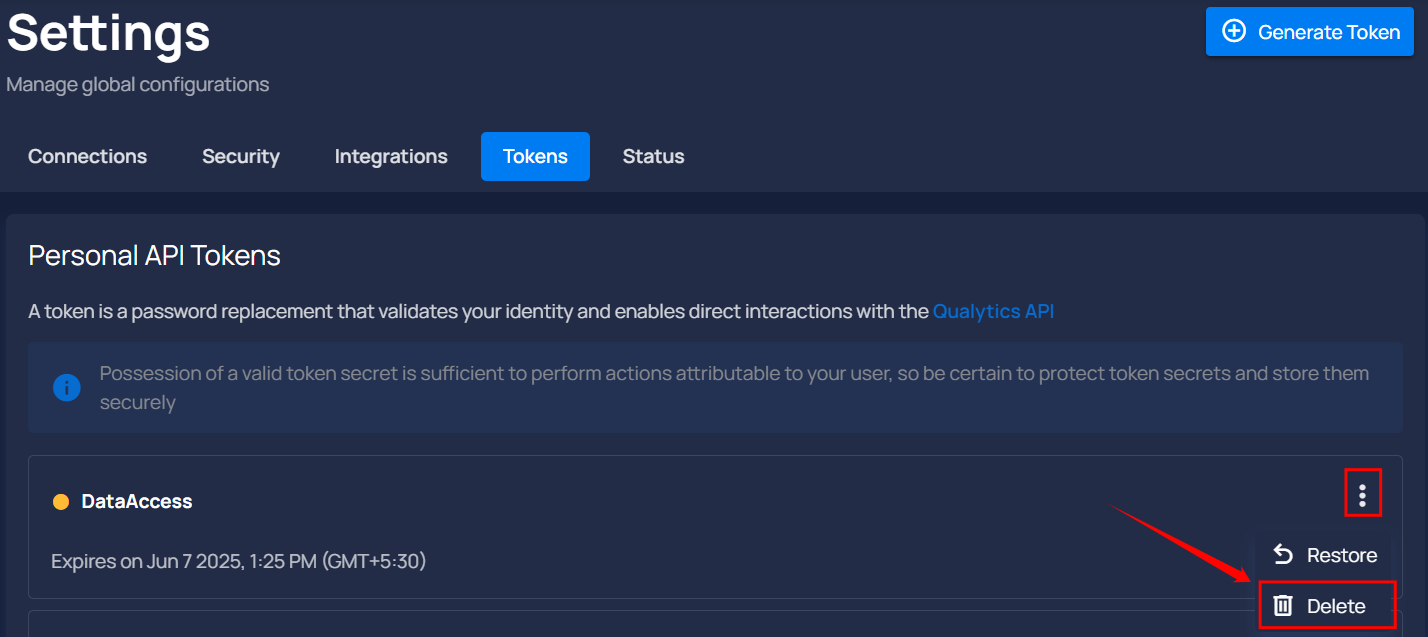 Settings
Generate Token
Manage global configurations
Connections Security Integrations Tokens Status
Personal API Tokens
A token is a password replacement that validates your identity and enables direct interactions with the Qualytics API
Possession of a valid token secret is sufficient to perform actions attributable to your user, so be certain to protect token secrets and store them
securely
DataAccess
Expires on Jun 7 2025, 1:25 PM (GMT+5:30)
Restore
Delete